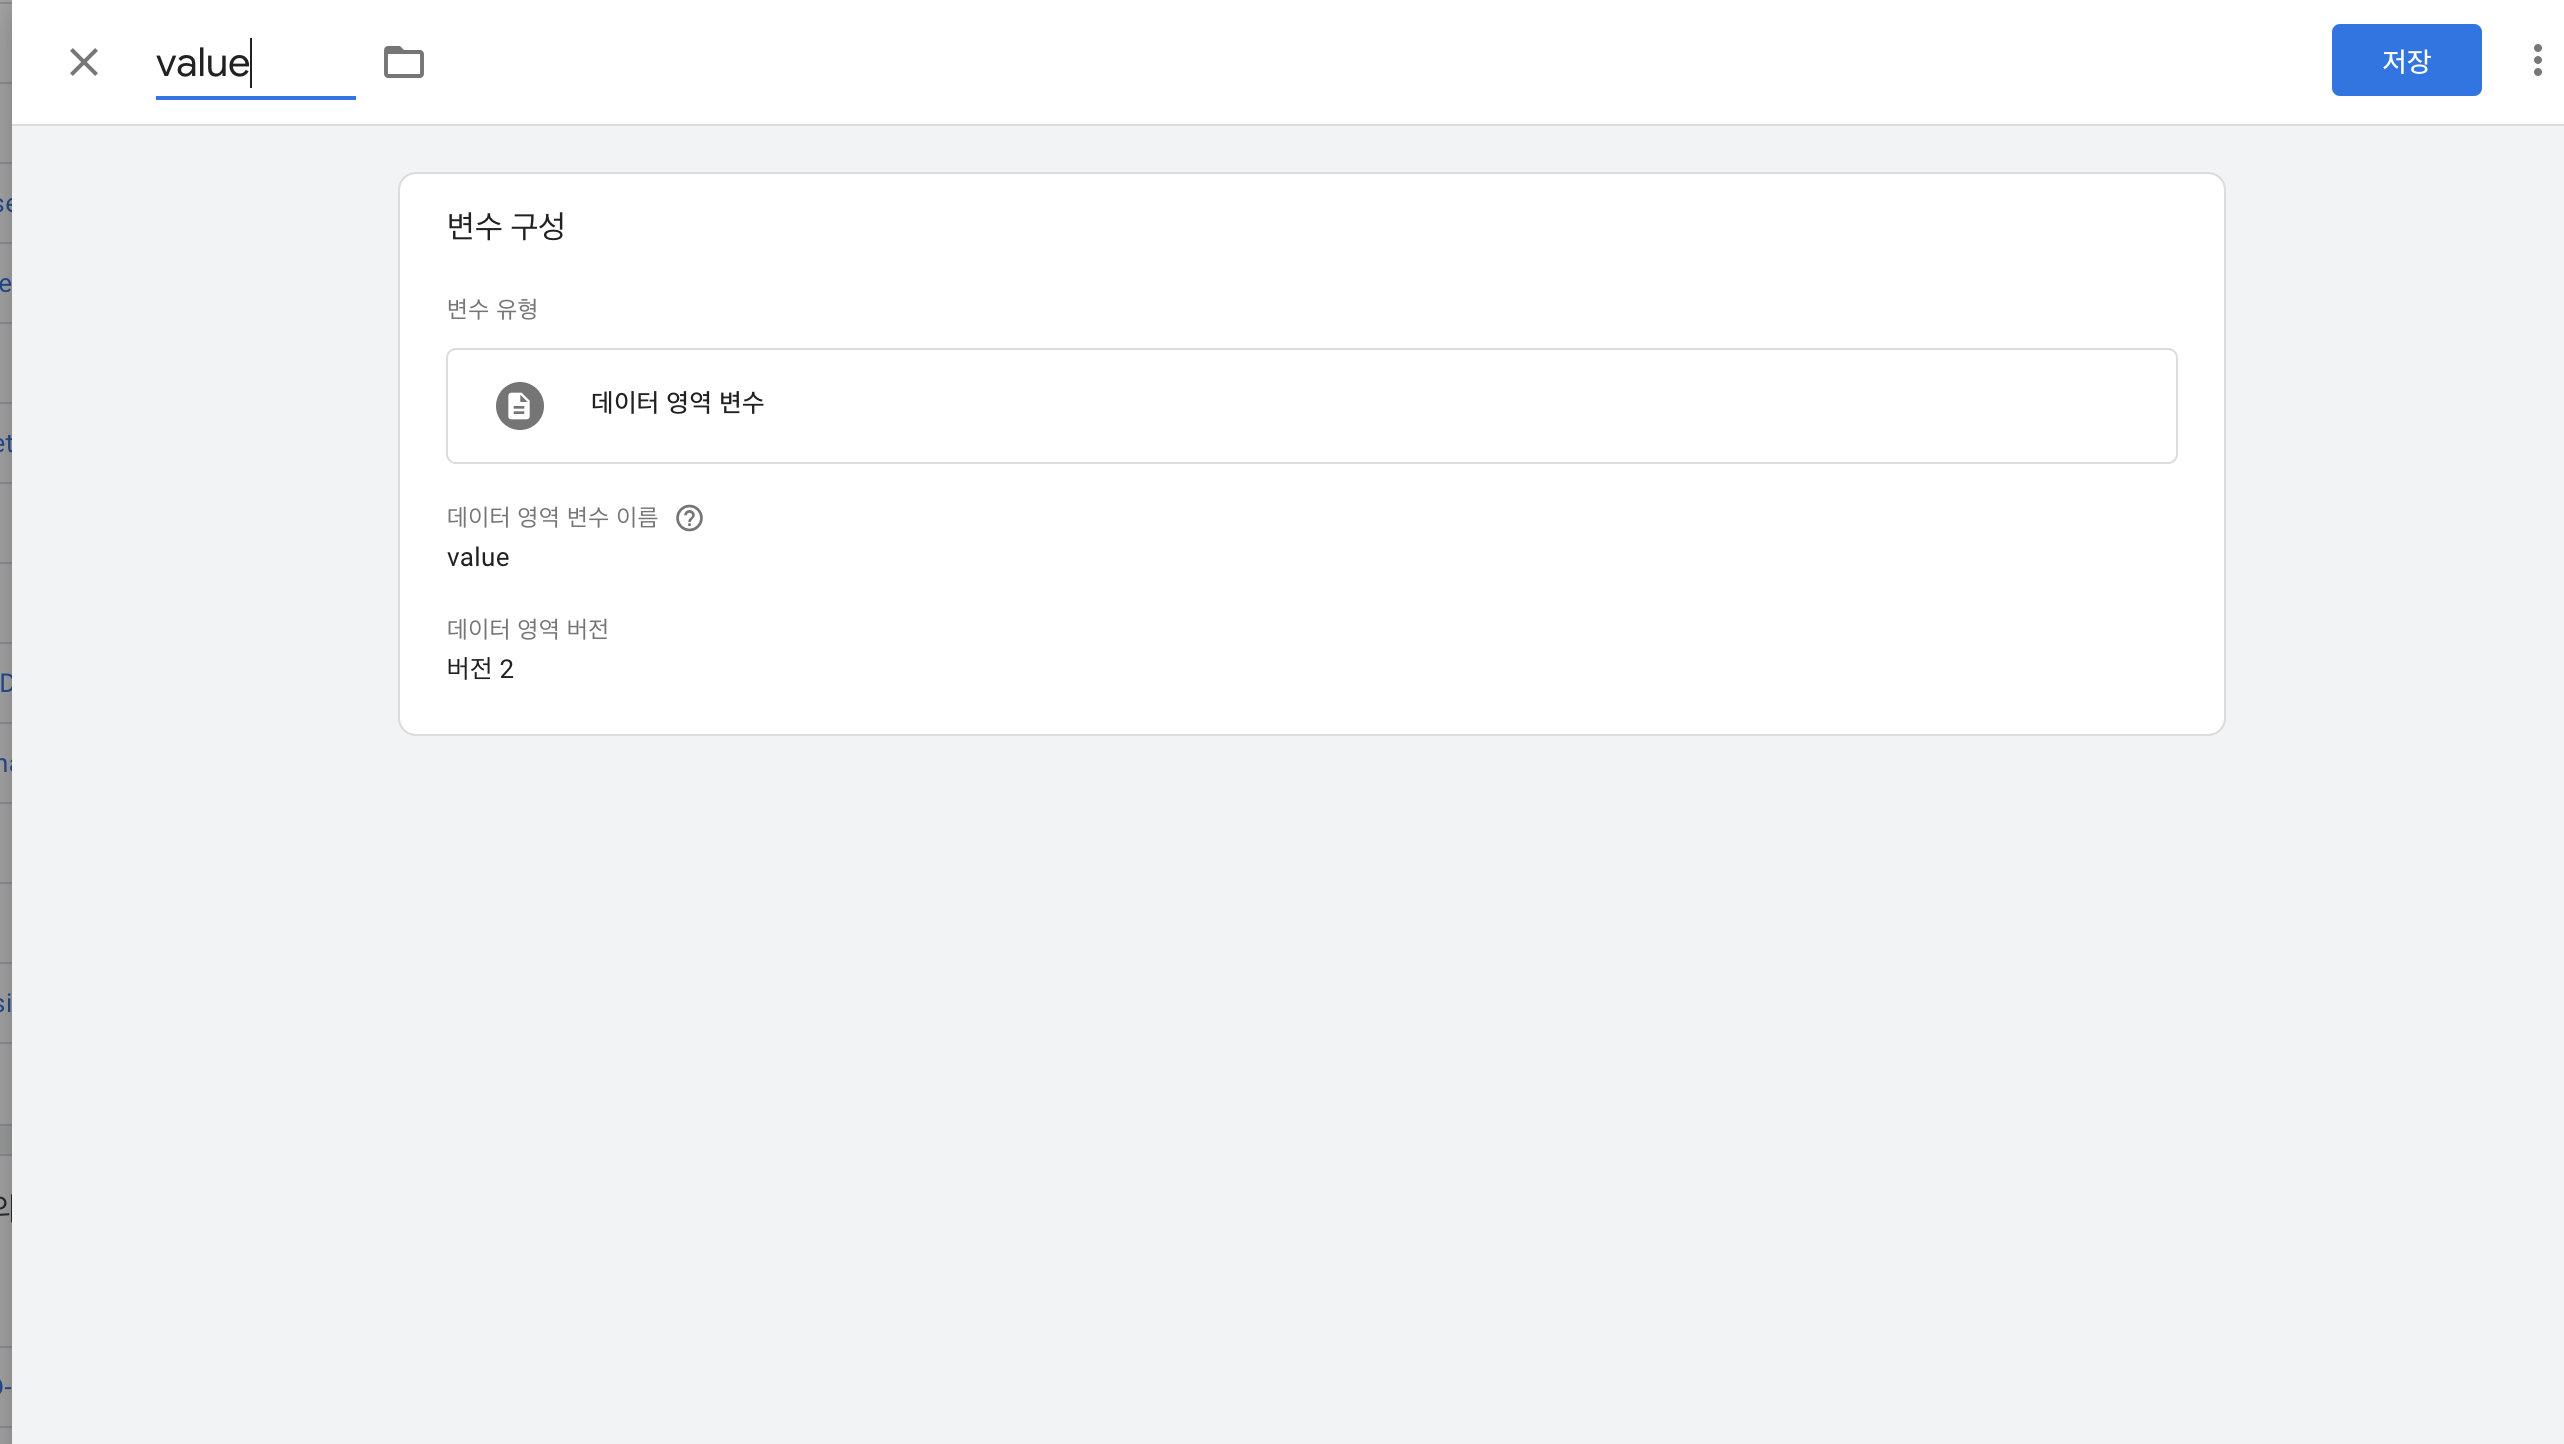 value
저장
변수 구성
변수 유형
데이터 영역 변수
데이터 영역 변수 이름
value
데이터 영역 버전
버전 2